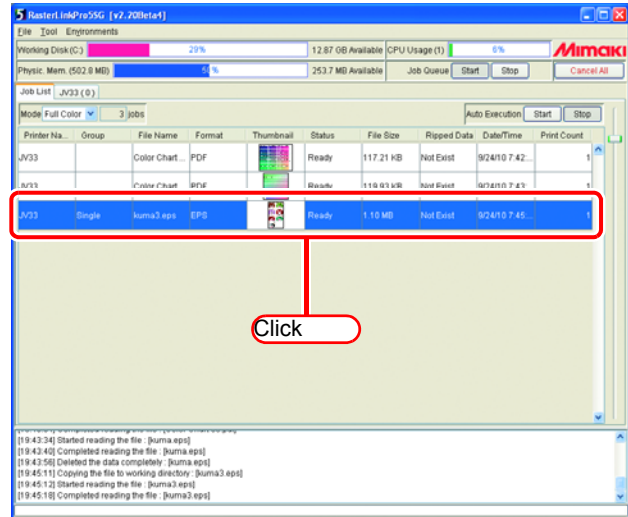 5 RasterLinkPro5SG [v2.20Beta4]
File Tool Environments
Working Disk (C:) 29% 12.87 GB Available CPU Usage (1) 6% Mimaki
Physic. Mem. (502.8 MB) 50 % 253.7 MB Available Job Queue Start Stop Cancel All
Job List JV33 ( 0 )
Mode Full Color 3 jobs Auto Execution Start Stop
Printer Na... Group File Name Format Thumbnail Status File Size Ripped Data Date/Time Print Count
JV33 Color Chart ... PDF Ready 117.21 KB Not Exist 9/24/10 7:42:... 1
JV33 Color Chart PDF Ready 119.93 KB Not Exist 9/24/10 7:43: 1
JV33 Single kuma3.eps EPS Ready 1.10 MB Not Exist 9/24/10 7:45:... 1
Click
[19:43:34] Started reading the file : [kuma.eps]
[19:43:40] Completed reading the file : [kuma.eps]
[19:43:56] Deleted the data completely : [kuma.eps]
[19:45:11] Copying the file to working directory : [kuma3.eps]
[19:45:12] Started reading the file : [kuma3.eps]
[19:45:18] Completed reading the file : [kuma3.eps]